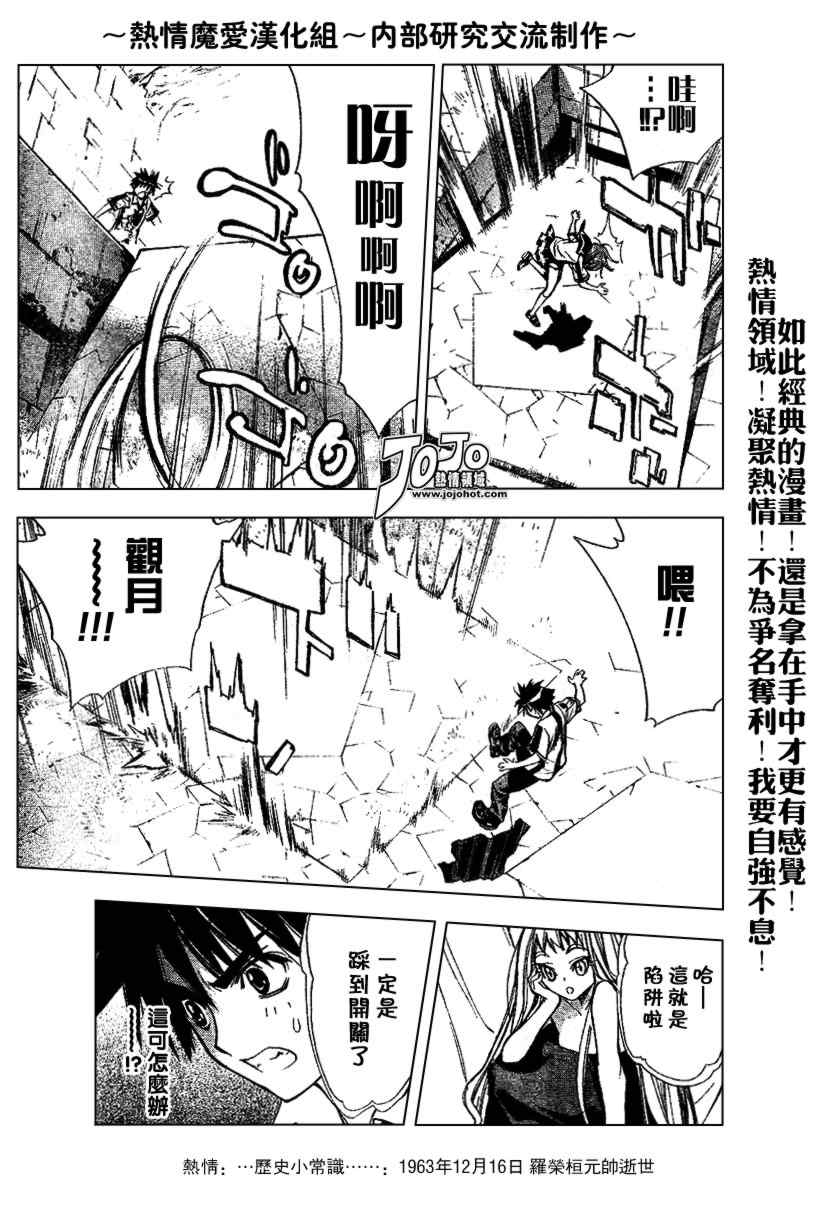 ～熱情魔愛漢化組～内部研究交流制作～
哇啊
…!!?
呀啊啊啊
JOJO
熱情領域
www.jojohot.com
喂!!
觀月
～～!!!
哈—
這就是
陷阱啦
一定是
踩到開關了
這可怎麼辦
～～!?
如此經典的漫畫！還是拿在手中才更有感覺！
熱情領域！凝聚熱情！不為爭名奪利！我要自強不息！
熱情：…歷史小常識……：1963年12月16日 羅榮桓元帥逝世